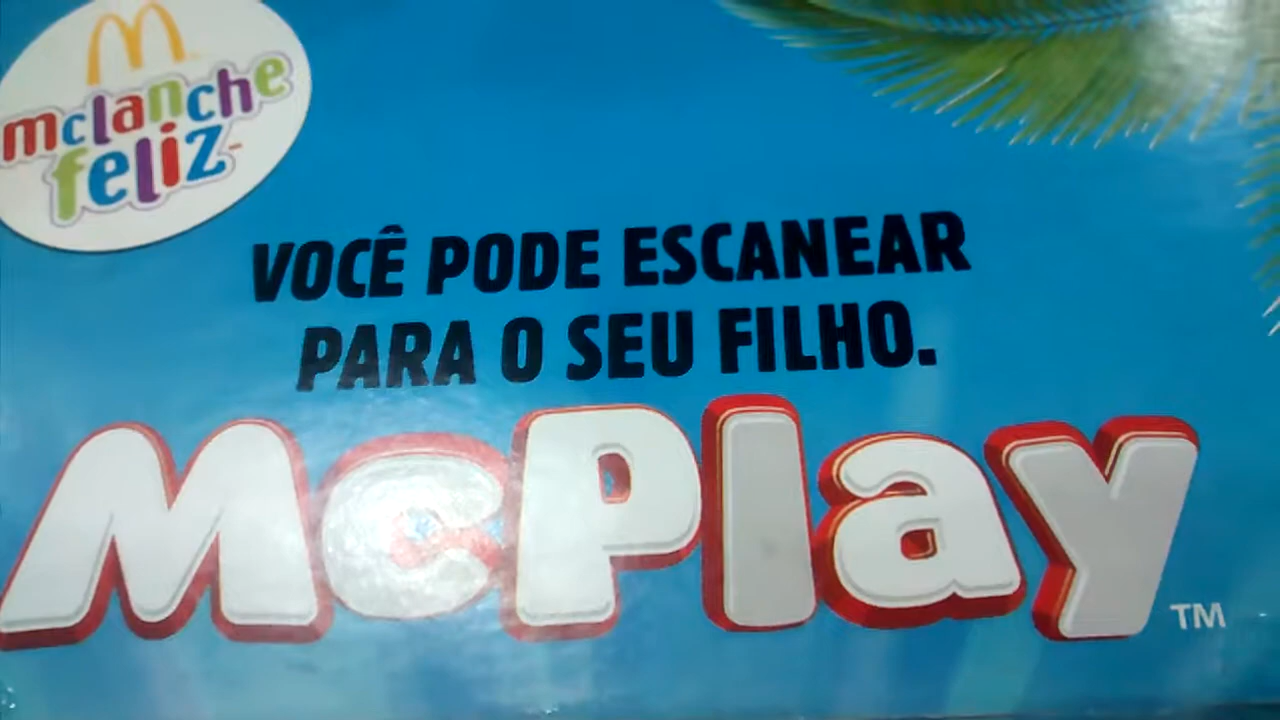 mclanche
feliz
VOCÊ PODE ESCANEAR
PARA O SEU FILHO.
McPlay TM